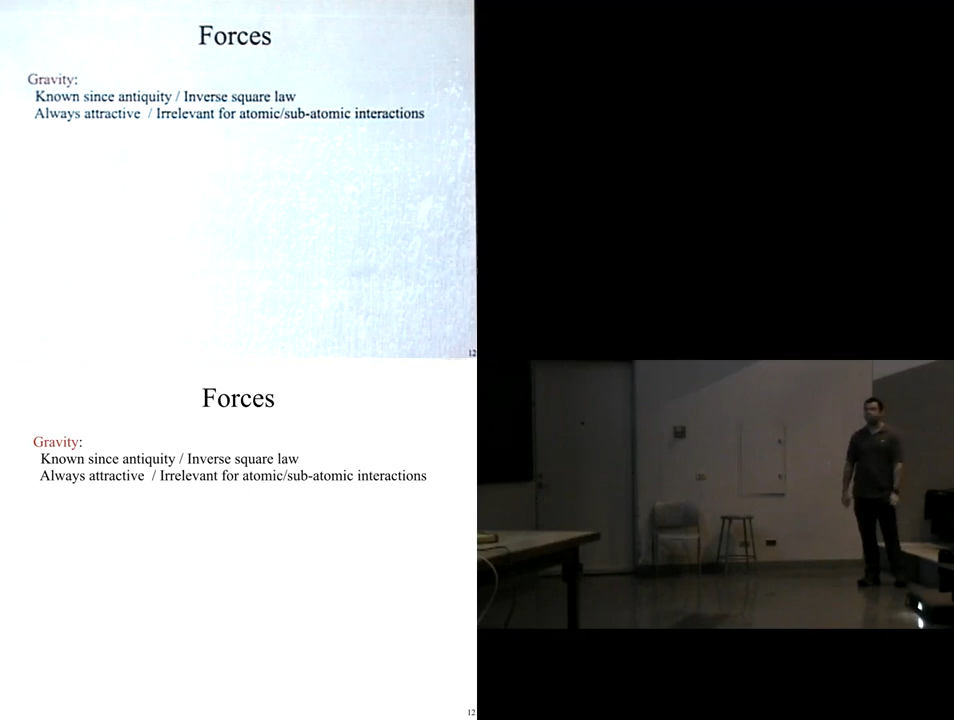 Forces
Gravity:
Known since antiquity / Inverse square law
Always attractive / Irrelevant for atomic/sub-atomic interactions
12
Forces
Gravity:
Known since antiquity / Inverse square law
Always attractive / Irrelevant for atomic/sub-atomic interactions
12